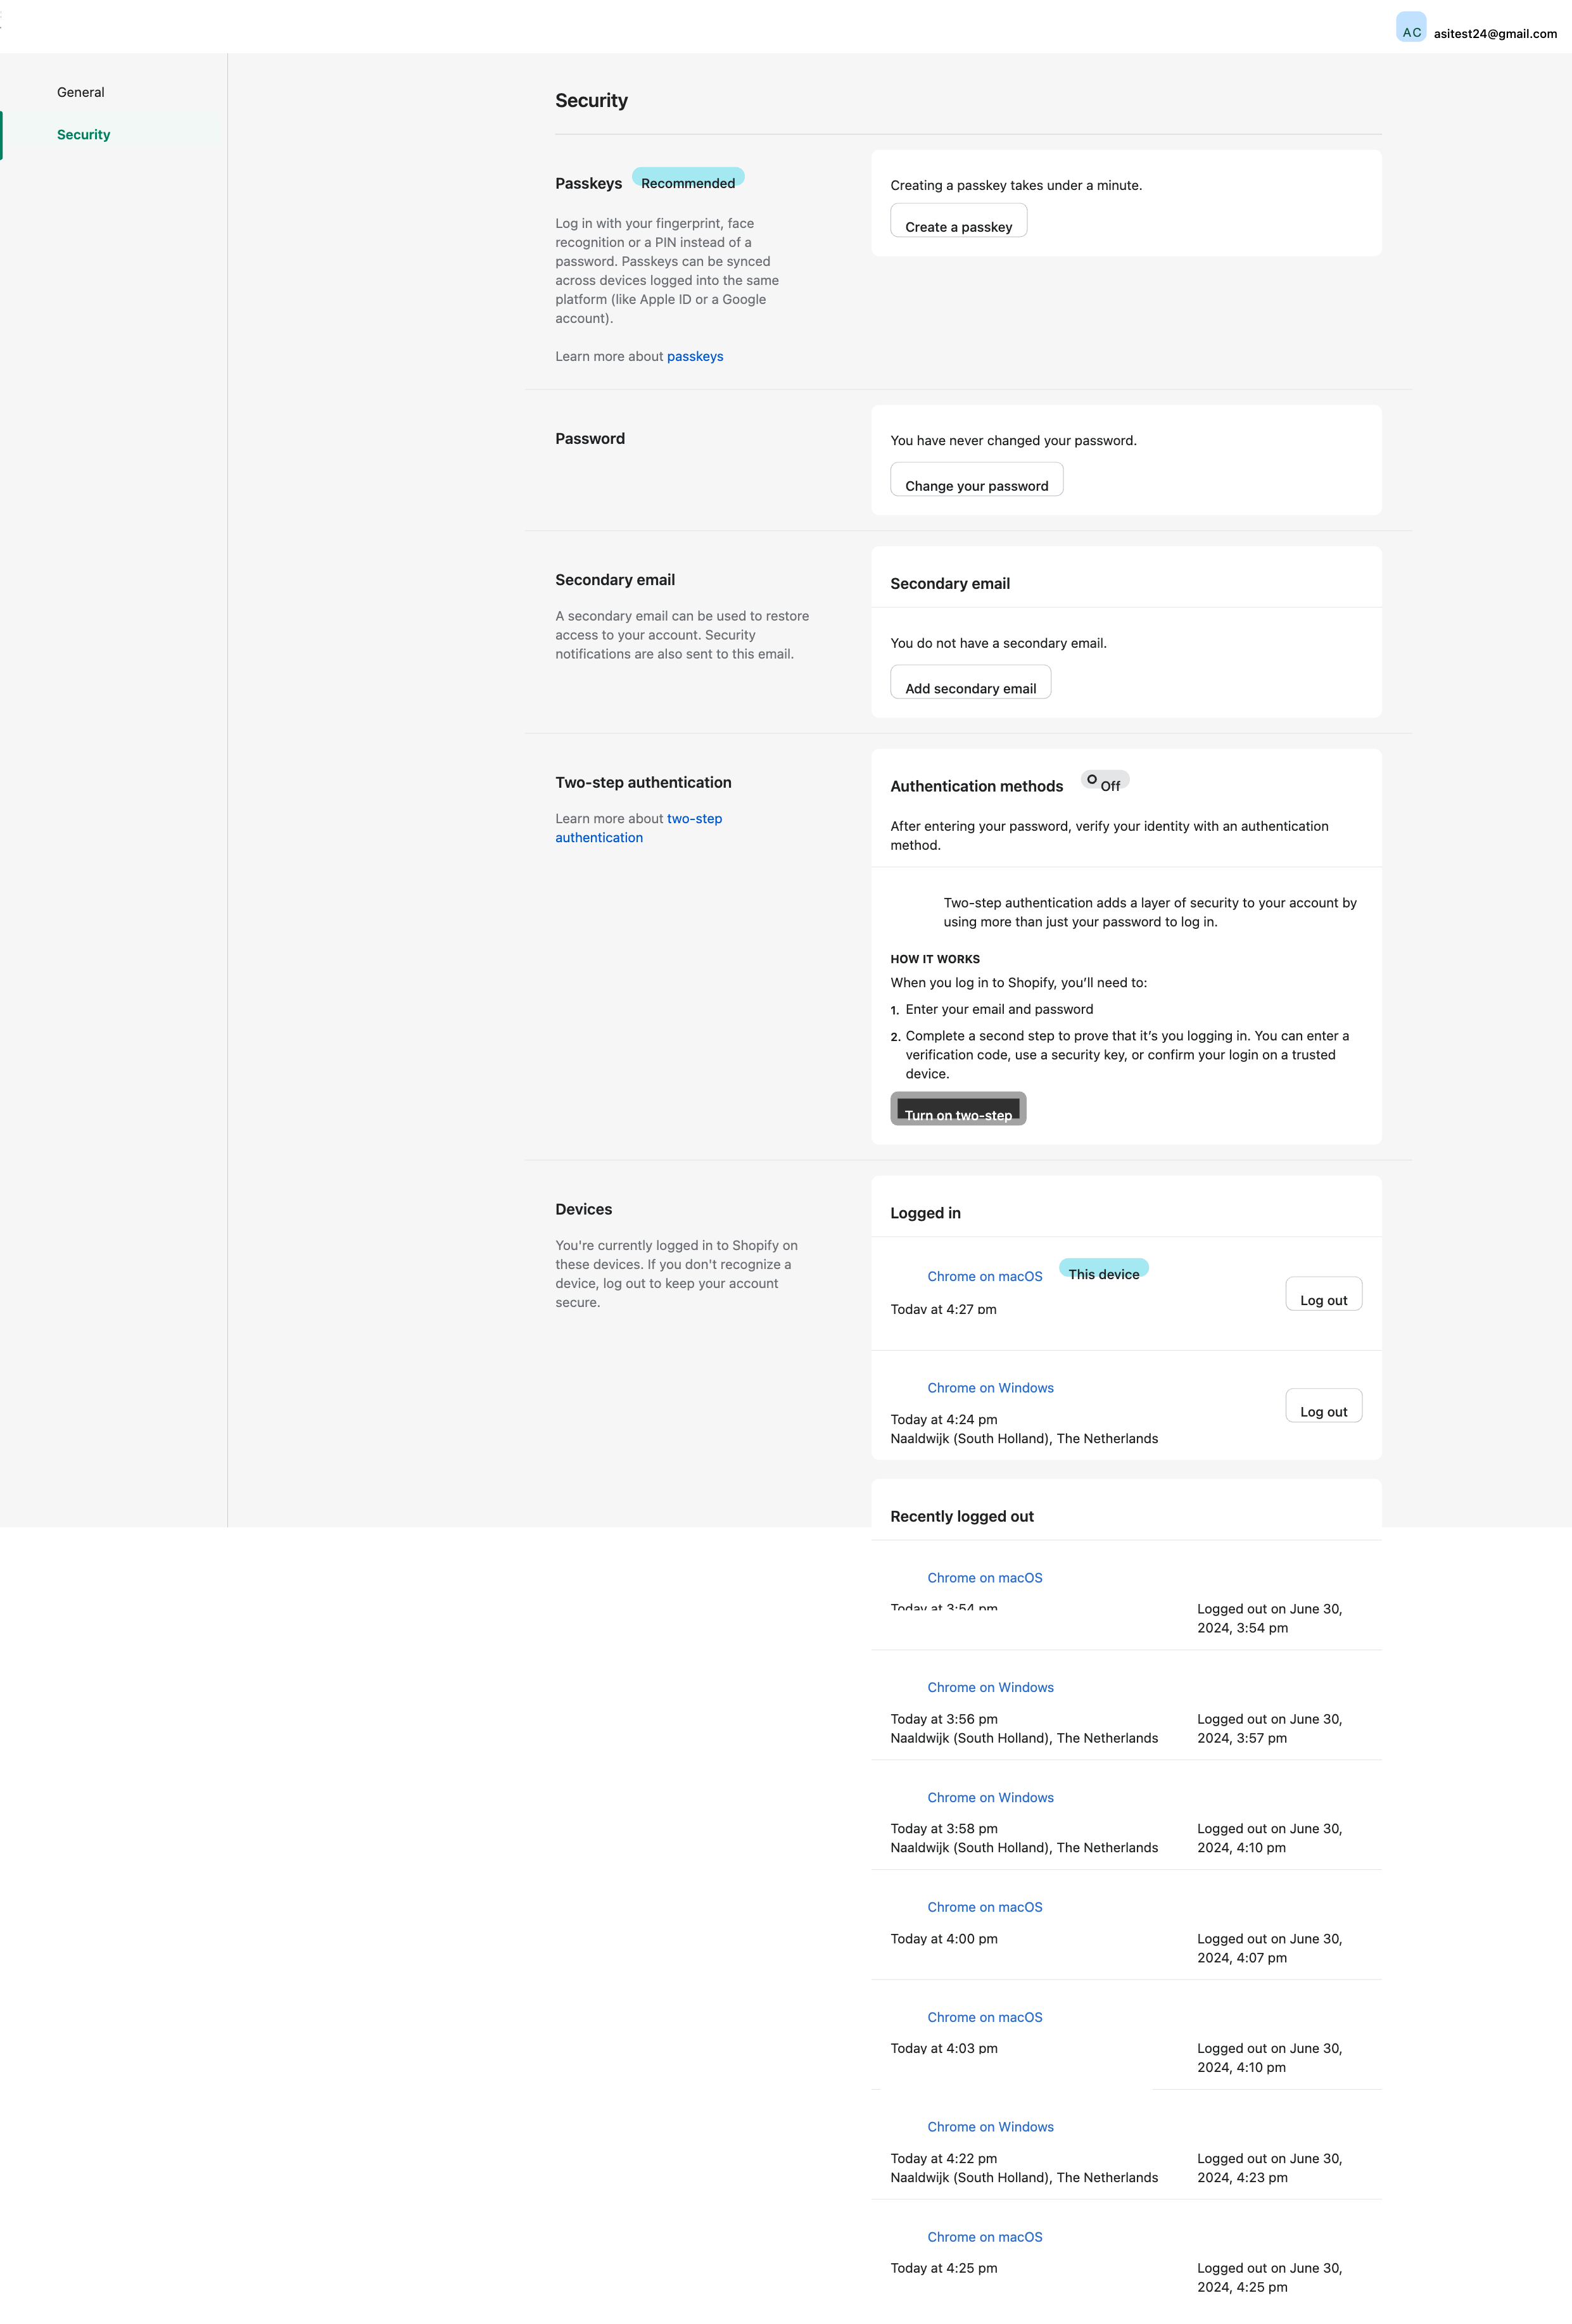 AC asitest24@gmail.com
General
Security
Security
Passkeys Recommended
Log in with your fingerprint, face
recognition or a PIN instead of a
password. Passkeys can be synced
across devices logged into the same
platform (like Apple ID or a Google
account).
Learn more about passkeys
Creating a passkey takes under a minute.
Create a passkey
Password
You have never changed your password.
Change your password
Secondary email
A secondary email can be used to restore
access to your account. Security
notifications are also sent to this email.
Secondary email
You do not have a secondary email.
Add secondary email
Two-step authentication
Learn more about two-step
authentication
Authentication methods Off
After entering your password, verify your identity with an authentication
method.
Two-step authentication adds a layer of security to your account by
using more than just your password to log in.
HOW IT WORKS
When you log in to Shopify, you’ll need to:
1. Enter your email and password
2. Complete a second step to prove that it’s you logging in. You can enter a
verification code, use a security key, or confirm your login on a trusted
device.
Turn on two-step
Devices
You're currently logged in to Shopify on
these devices. If you don't recognize a
device, log out to keep your account
secure.
Logged in
Chrome on macOS This device
Today at 4:27 pm
Log out
Chrome on Windows
Today at 4:24 pm
Naaldwijk (South Holland), The Netherlands
Log out
Recently logged out
Chrome on macOS
Today at 3:54 pm
Logged out on June 30,
2024, 3:54 pm
Chrome on Windows
Today at 3:56 pm
Naaldwijk (South Holland), The Netherlands
Logged out on June 30,
2024, 3:57 pm
Chrome on Windows
Today at 3:58 pm
Naaldwijk (South Holland), The Netherlands
Logged out on June 30,
2024, 4:10 pm
Chrome on macOS
Today at 4:00 pm
Logged out on June 30,
2024, 4:07 pm
Chrome on macOS
Today at 4:03 pm
Logged out on June 30,
2024, 4:10 pm
Chrome on Windows
Today at 4:22 pm
Naaldwijk (South Holland), The Netherlands
Logged out on June 30,
2024, 4:23 pm
Chrome on macOS
Today at 4:25 pm
Logged out on June 30,
2024, 4:25 pm